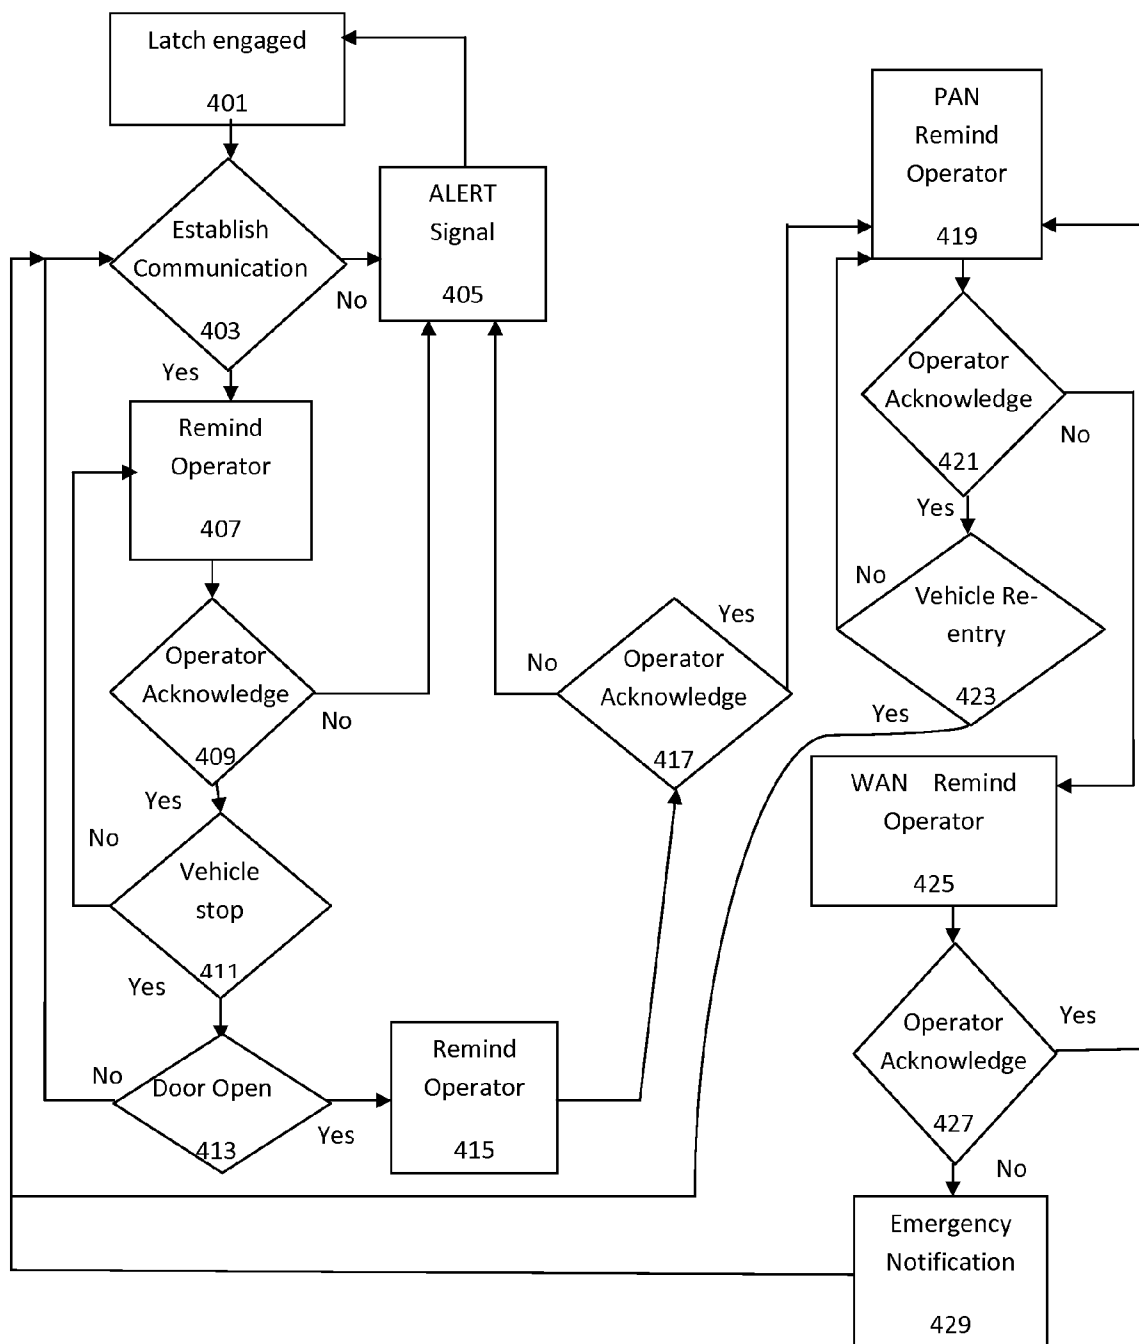 Latch engaged
401
Establish
Communication
403
No
Yes
ALERT
Signal
405
Remind
Operator
407
Operator
Acknowledge
409
No
Yes
Vehicle
stop
411
No
Yes
Door Open
413
No
Yes
Remind
Operator
415
Operator
Acknowledge
417
No
Yes
PAN
Remind
Operator
419
Operator
Acknowledge
421
No
Yes
Vehicle Re-
entry
423
No
Yes
WAN Remind
Operator
425
Operator
Acknowledge
427
Yes
No
Emergency
Notification
429